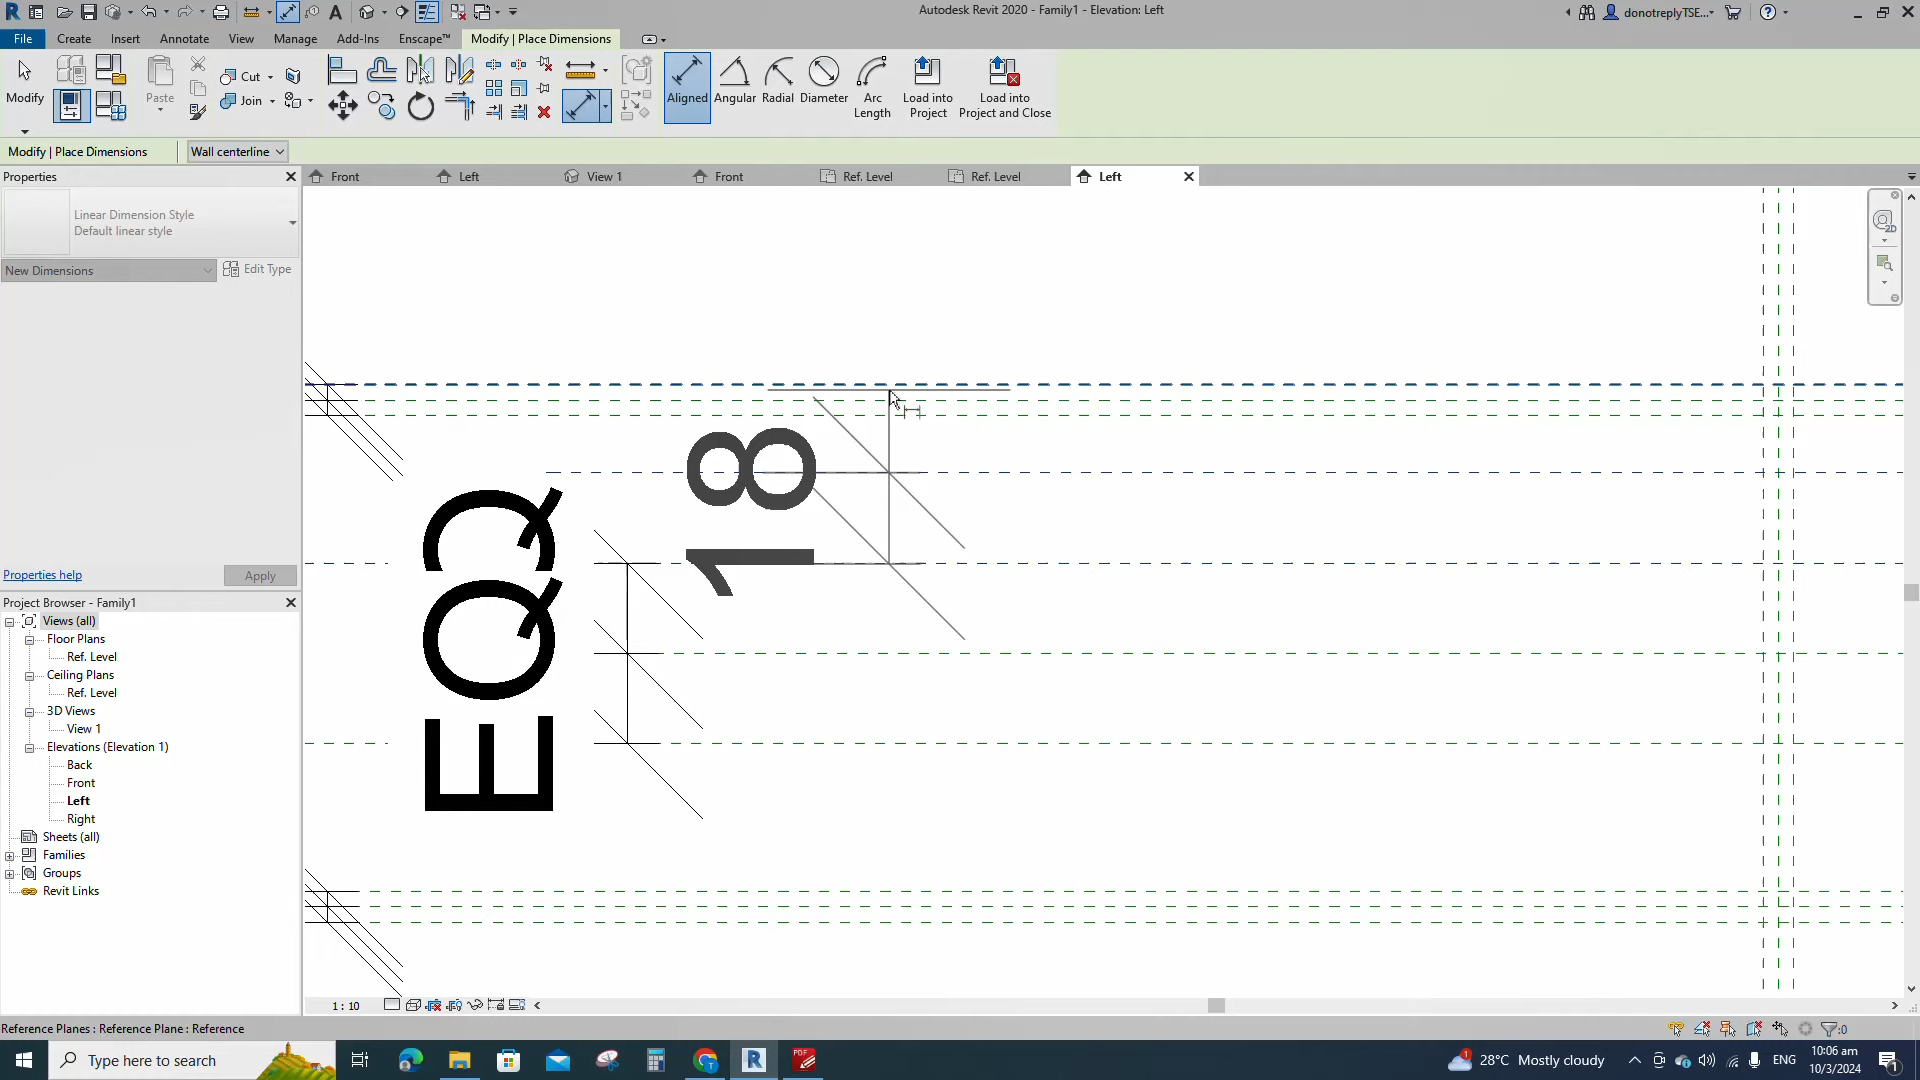 Autodesk Revit 2020 - Family1 - Elevation: Left
donotreplyTSE...
File
Create
Insert
Annotate
View
Manage
Add-Ins
Enscape™
Modify | Place Dimensions
Modify
Paste
Cut
Join
Aligned
Angular
Radial
Diameter
Arc
Length
Load into
Project
Load into
Project and Close
Modify | Place Dimensions
Wall centerline
Properties
Front
Left
View 1
Front
Ref. Level
Ref. Level
Left
Linear Dimension Style
Default linear style
New Dimensions
Edit Type
2D
18
EQQ
Properties help
Apply
Project Browser - Family1
Views (all)
Floor Plans
Ref. Level
Ceiling Plans
Ref. Level
3D Views
View 1
Elevations (Elevation 1)
Back
Front
Left
Right
Sheets (all)
Families
Groups
Revit Links
1 : 10
Reference Planes : Reference Plane : Reference
:0
Type here to search
PDF
1
28°C Mostly cloudy
ENG
10:06 am
10/3/2024
1